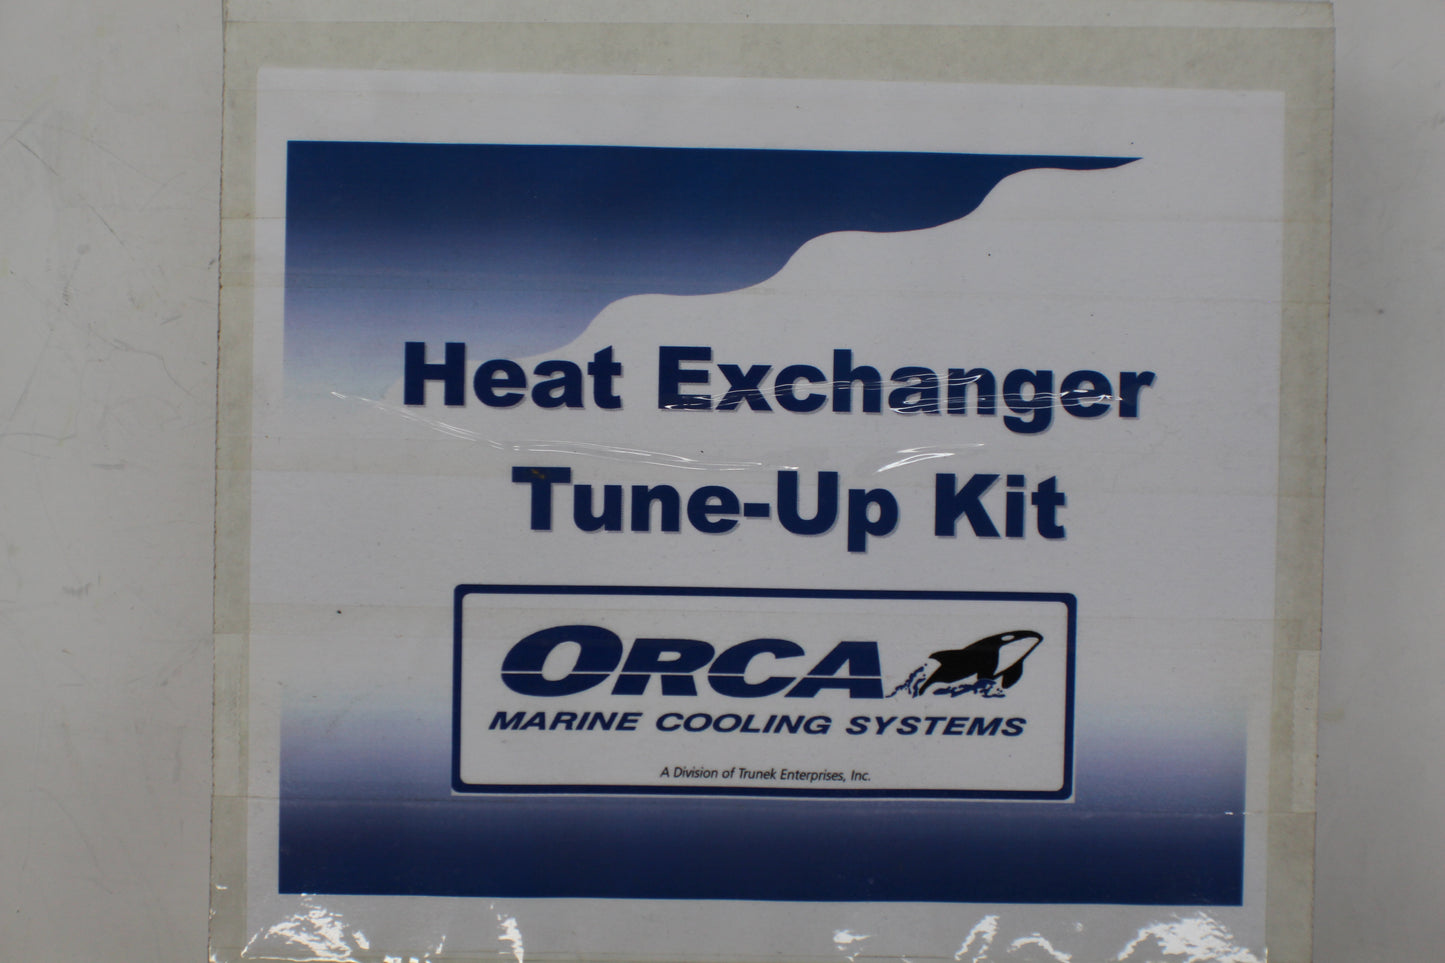 Heat Exchanger
Tune-Up Kit
ORCA
MARINE COOLING SYSTEMS
A Division of Trunek Enterprises, Inc.